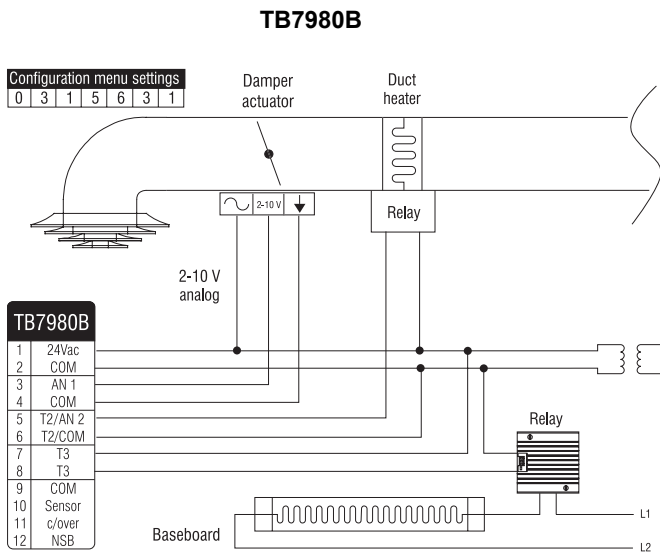 TB7980B
Configuration menu settings
0 3 1 5 6 3 1
Damper
actuator
Duct
heater
2-10 V
Relay
2-10 V
analog
TB7980B
1 24Vac
2 COM
3 AN 1
4 COM
5 T2/AN 2
6 T2/COM
7 T3
8 T3
9 COM
10 Sensor
11 c/over
12 NSB
Relay
Baseboard
L1
L2